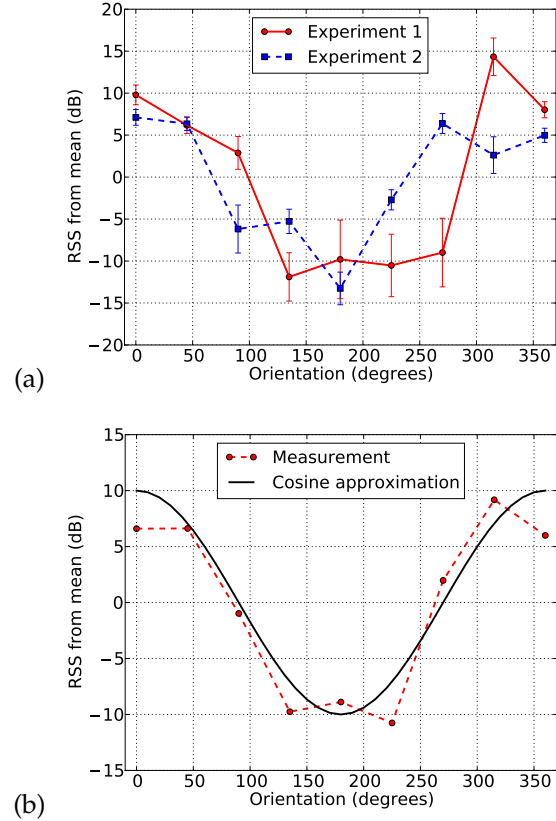 Experiment 1
Experiment 2
RSS from mean (dB)
20
15
10
5
0
−5
−10
−15
−20
0 50 100 150 200 250 300 350
Orientation (degrees)
(a)
Measurement
Cosine approximation
RSS from mean (dB)
15
10
5
0
−5
−10
−15
0 50 100 150 200 250 300 350
Orientation (degrees)
(b)